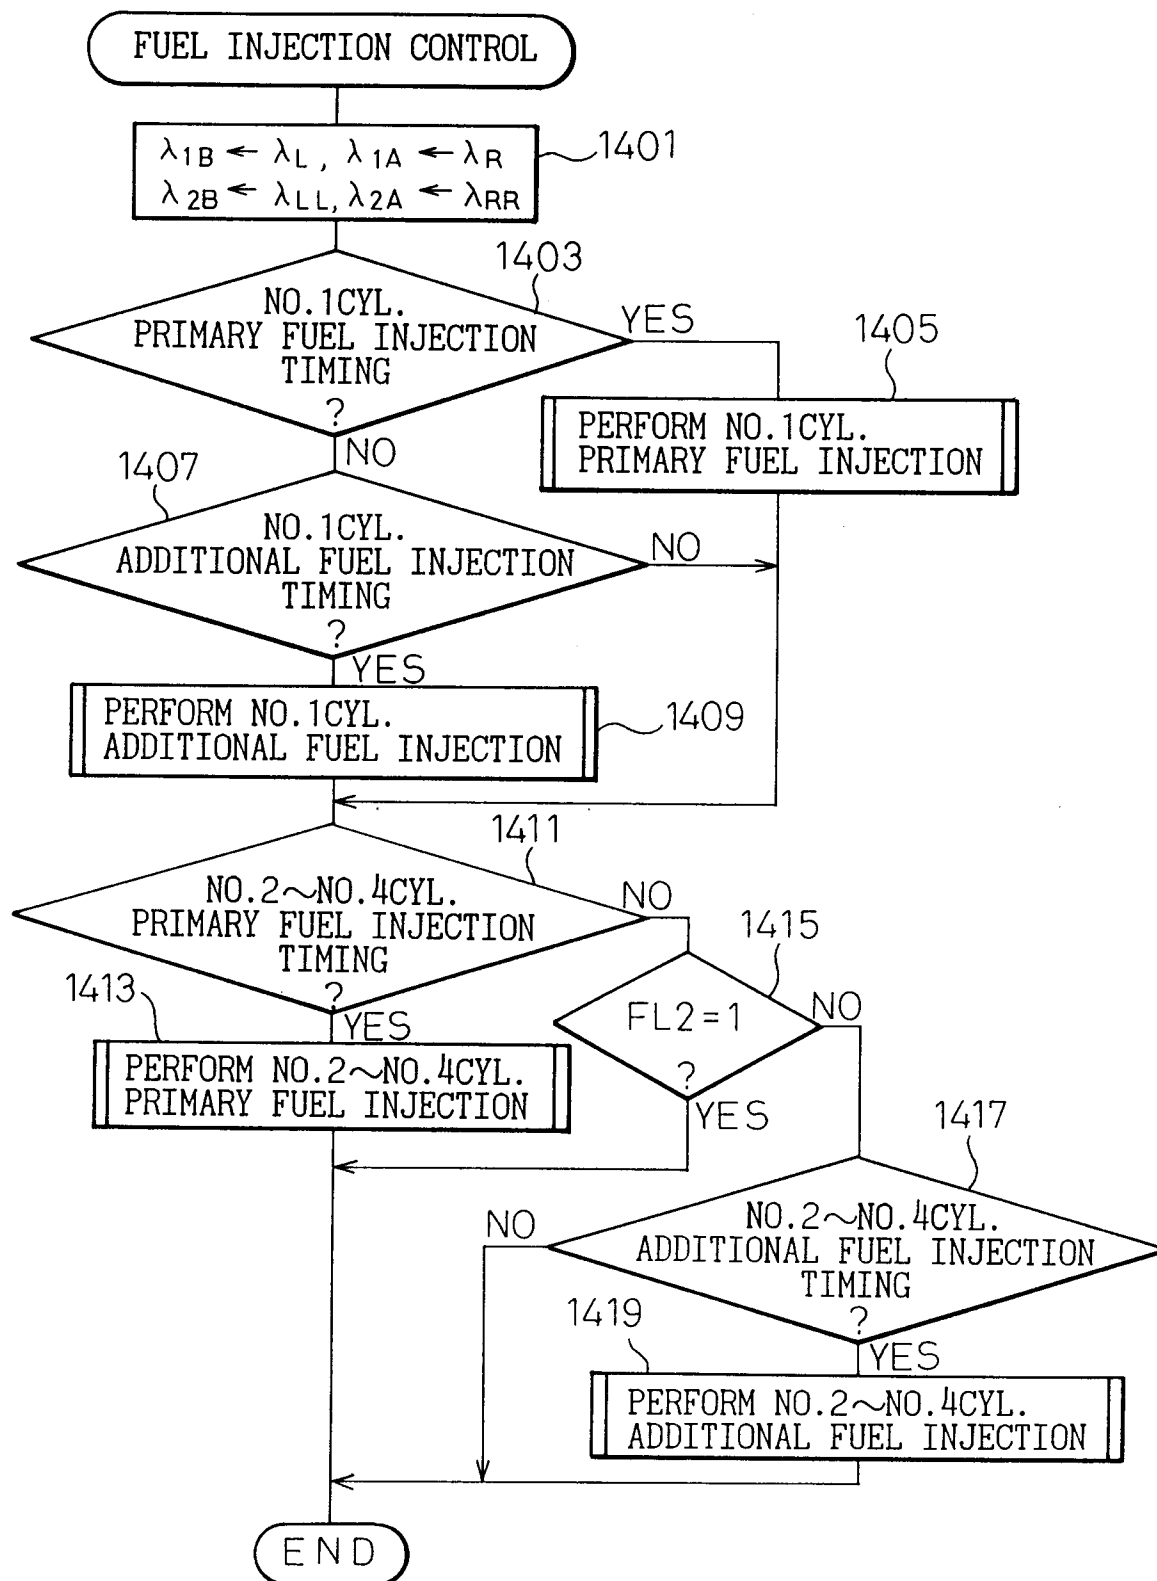 FUEL INJECTION CONTROL
λ1B ← λL , λ1A ← λR
λ2B ← λLL, λ2A ← λRR
1401
1403
NO.1CYL.
PRIMARY FUEL INJECTION
TIMING
?
YES
1405
PERFORM NO.1CYL.
PRIMARY FUEL INJECTION
NO
1407
NO.1CYL.
ADDITIONAL FUEL INJECTION
TIMING
?
NO
YES
PERFORM NO.1CYL.
ADDITIONAL FUEL INJECTION
1409
1411
NO.2~NO.4CYL.
PRIMARY FUEL INJECTION
TIMING
?
NO
YES
1413
PERFORM NO.2~NO.4CYL.
PRIMARY FUEL INJECTION
1415
FL2=1
?
NO
YES
1417
NO.2~NO.4CYL.
ADDITIONAL FUEL INJECTION
TIMING
?
NO
YES
1419
PERFORM NO.2~NO.4CYL.
ADDITIONAL FUEL INJECTION
END